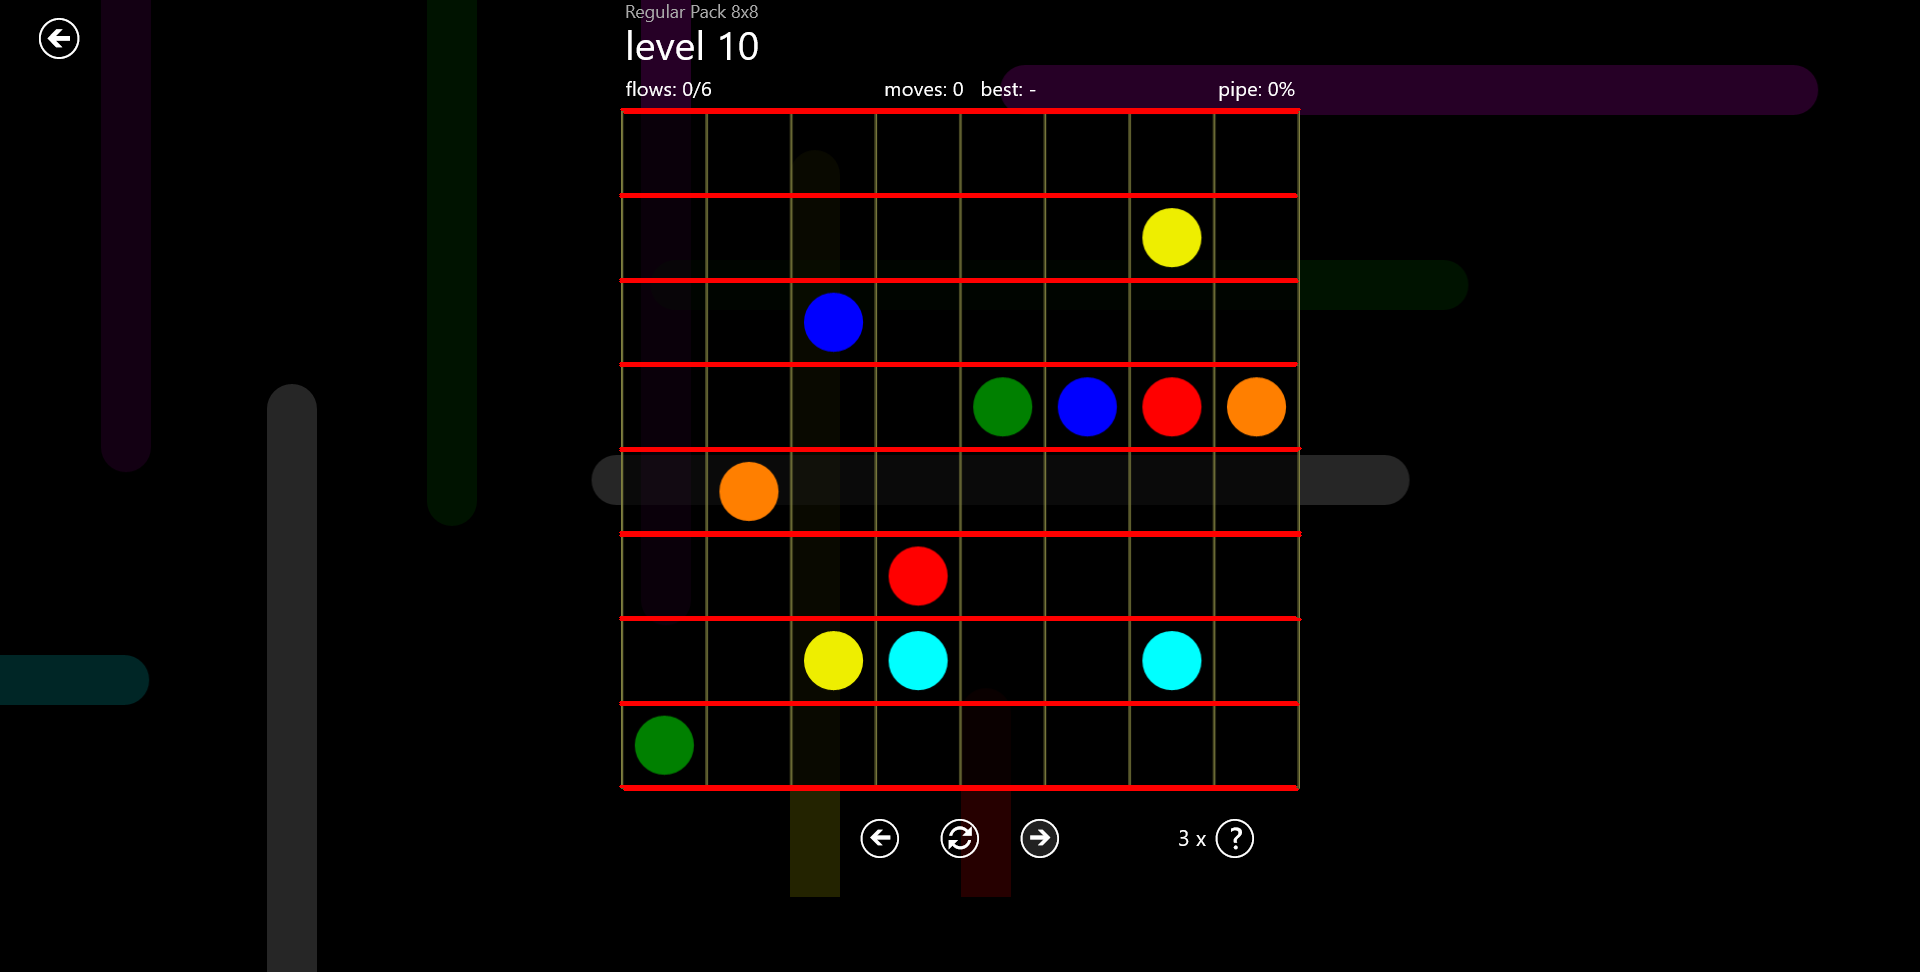 Regular Pack 8x8
level 10
flows: 0/6 moves: 0 best: - pipe: 0%
3 x ?